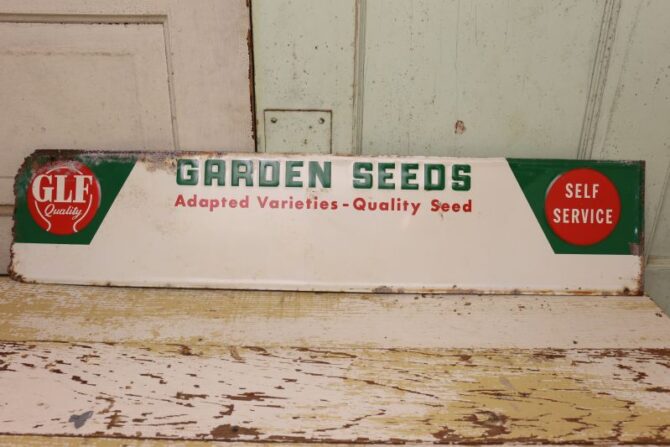 GLF
Quality
GARDEN SEEDS
Adapted Varieties - Quality Seed
SELF
SERVICE